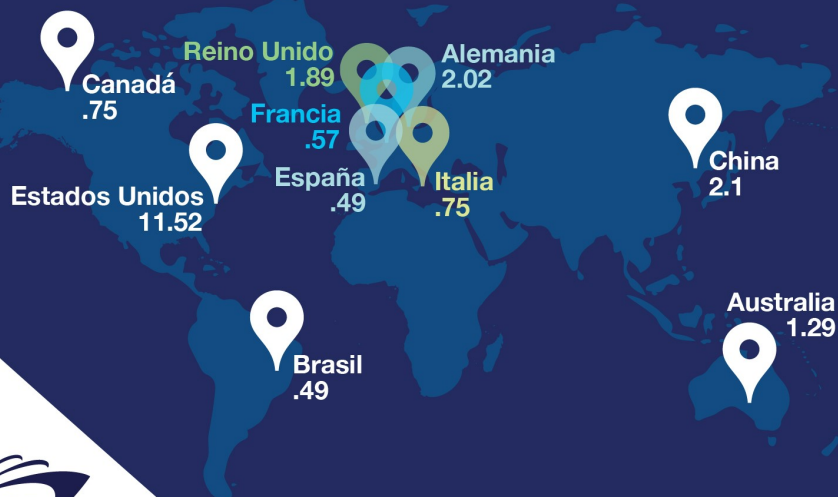 Reino Unido
1.89
Alemania
2.02
Canadá
.75
Francia
.57
España
.49
Italia
.75
China
2.1
Estados Unidos
11.52
Australia
1.29
Brasil
.49